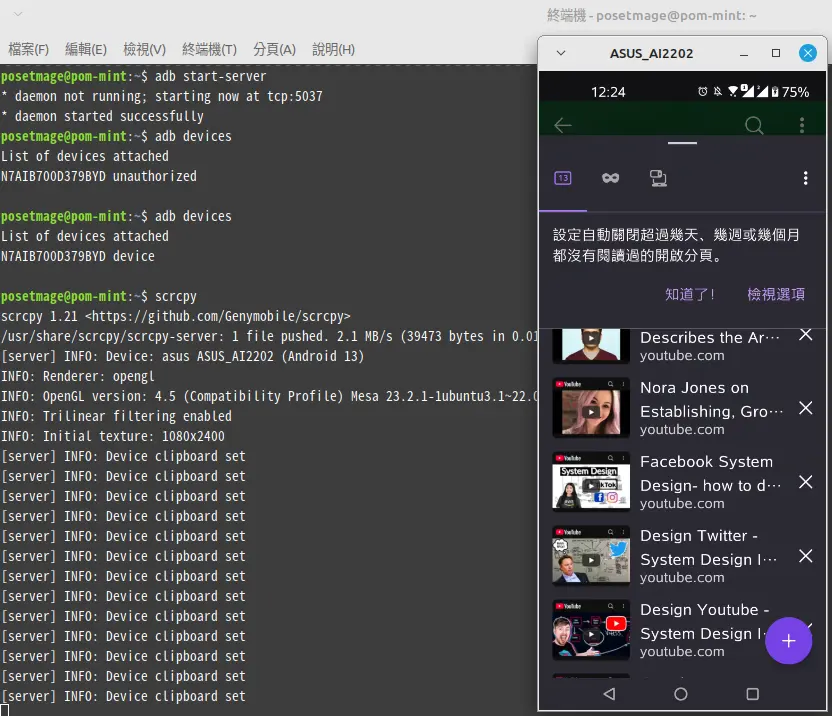 終端機 - posetmage@pom-mint: ~
檔案(F) 編輯(E) 檢視(V) 終端機(T) 分頁(A) 說明(H)
posetmage@pom-mint:~$ adb start-server
* daemon not running; starting now at tcp:5037
* daemon started successfully
posetmage@pom-mint:~$ adb devices
List of devices attached
N7AIB700D379BYD unauthorized
posetmage@pom-mint:~$ adb devices
List of devices attached
N7AIB700D379BYD device
posetmage@pom-mint:~$ scrcpy
scrcpy 1.21 <https://github.com/Genymobile/scrcpy>
/usr/share/scrcpy/scrcpy-server: 1 file pushed. 2.1 MB/s (39473 bytes in 0.01
[server] INFO: Device: asus ASUS_AI2202 (Android 13)
INFO: Renderer: opengl
INFO: OpenGL version: 4.5 (Compatibility Profile) Mesa 23.2.1-1ubuntu3.1~22.0
INFO: Trilinear filtering enabled
INFO: Initial texture: 1080x2400
[server] INFO: Device clipboard set
[server] INFO: Device clipboard set
[server] INFO: Device clipboard set
[server] INFO: Device clipboard set
[server] INFO: Device clipboard set
[server] INFO: Device clipboard set
[server] INFO: Device clipboard set
[server] INFO: Device clipboard set
[server] INFO: Device clipboard set
[server] INFO: Device clipboard set
[server] INFO: Device clipboard set
[server] INFO: Device clipboard set
[server] INFO: Device clipboard set
ASUS_AI2202
12:24 75%
13
設定自動關閉超過幾天、幾週或幾個月
都沒有閱讀過的開啟分頁。
知道了! 檢視選項
Describes the Ar···
youtube.com
YouTube
Nora Jones on
Establishing, Gro···
youtube.com
YouTube
System Design
TikTok
Facebook System
Design- how to d···
youtube.com
YouTube
Design Twitter -
System Design I···
youtube.com
YouTube
Design Youtube -
System Design I·
youtube.com